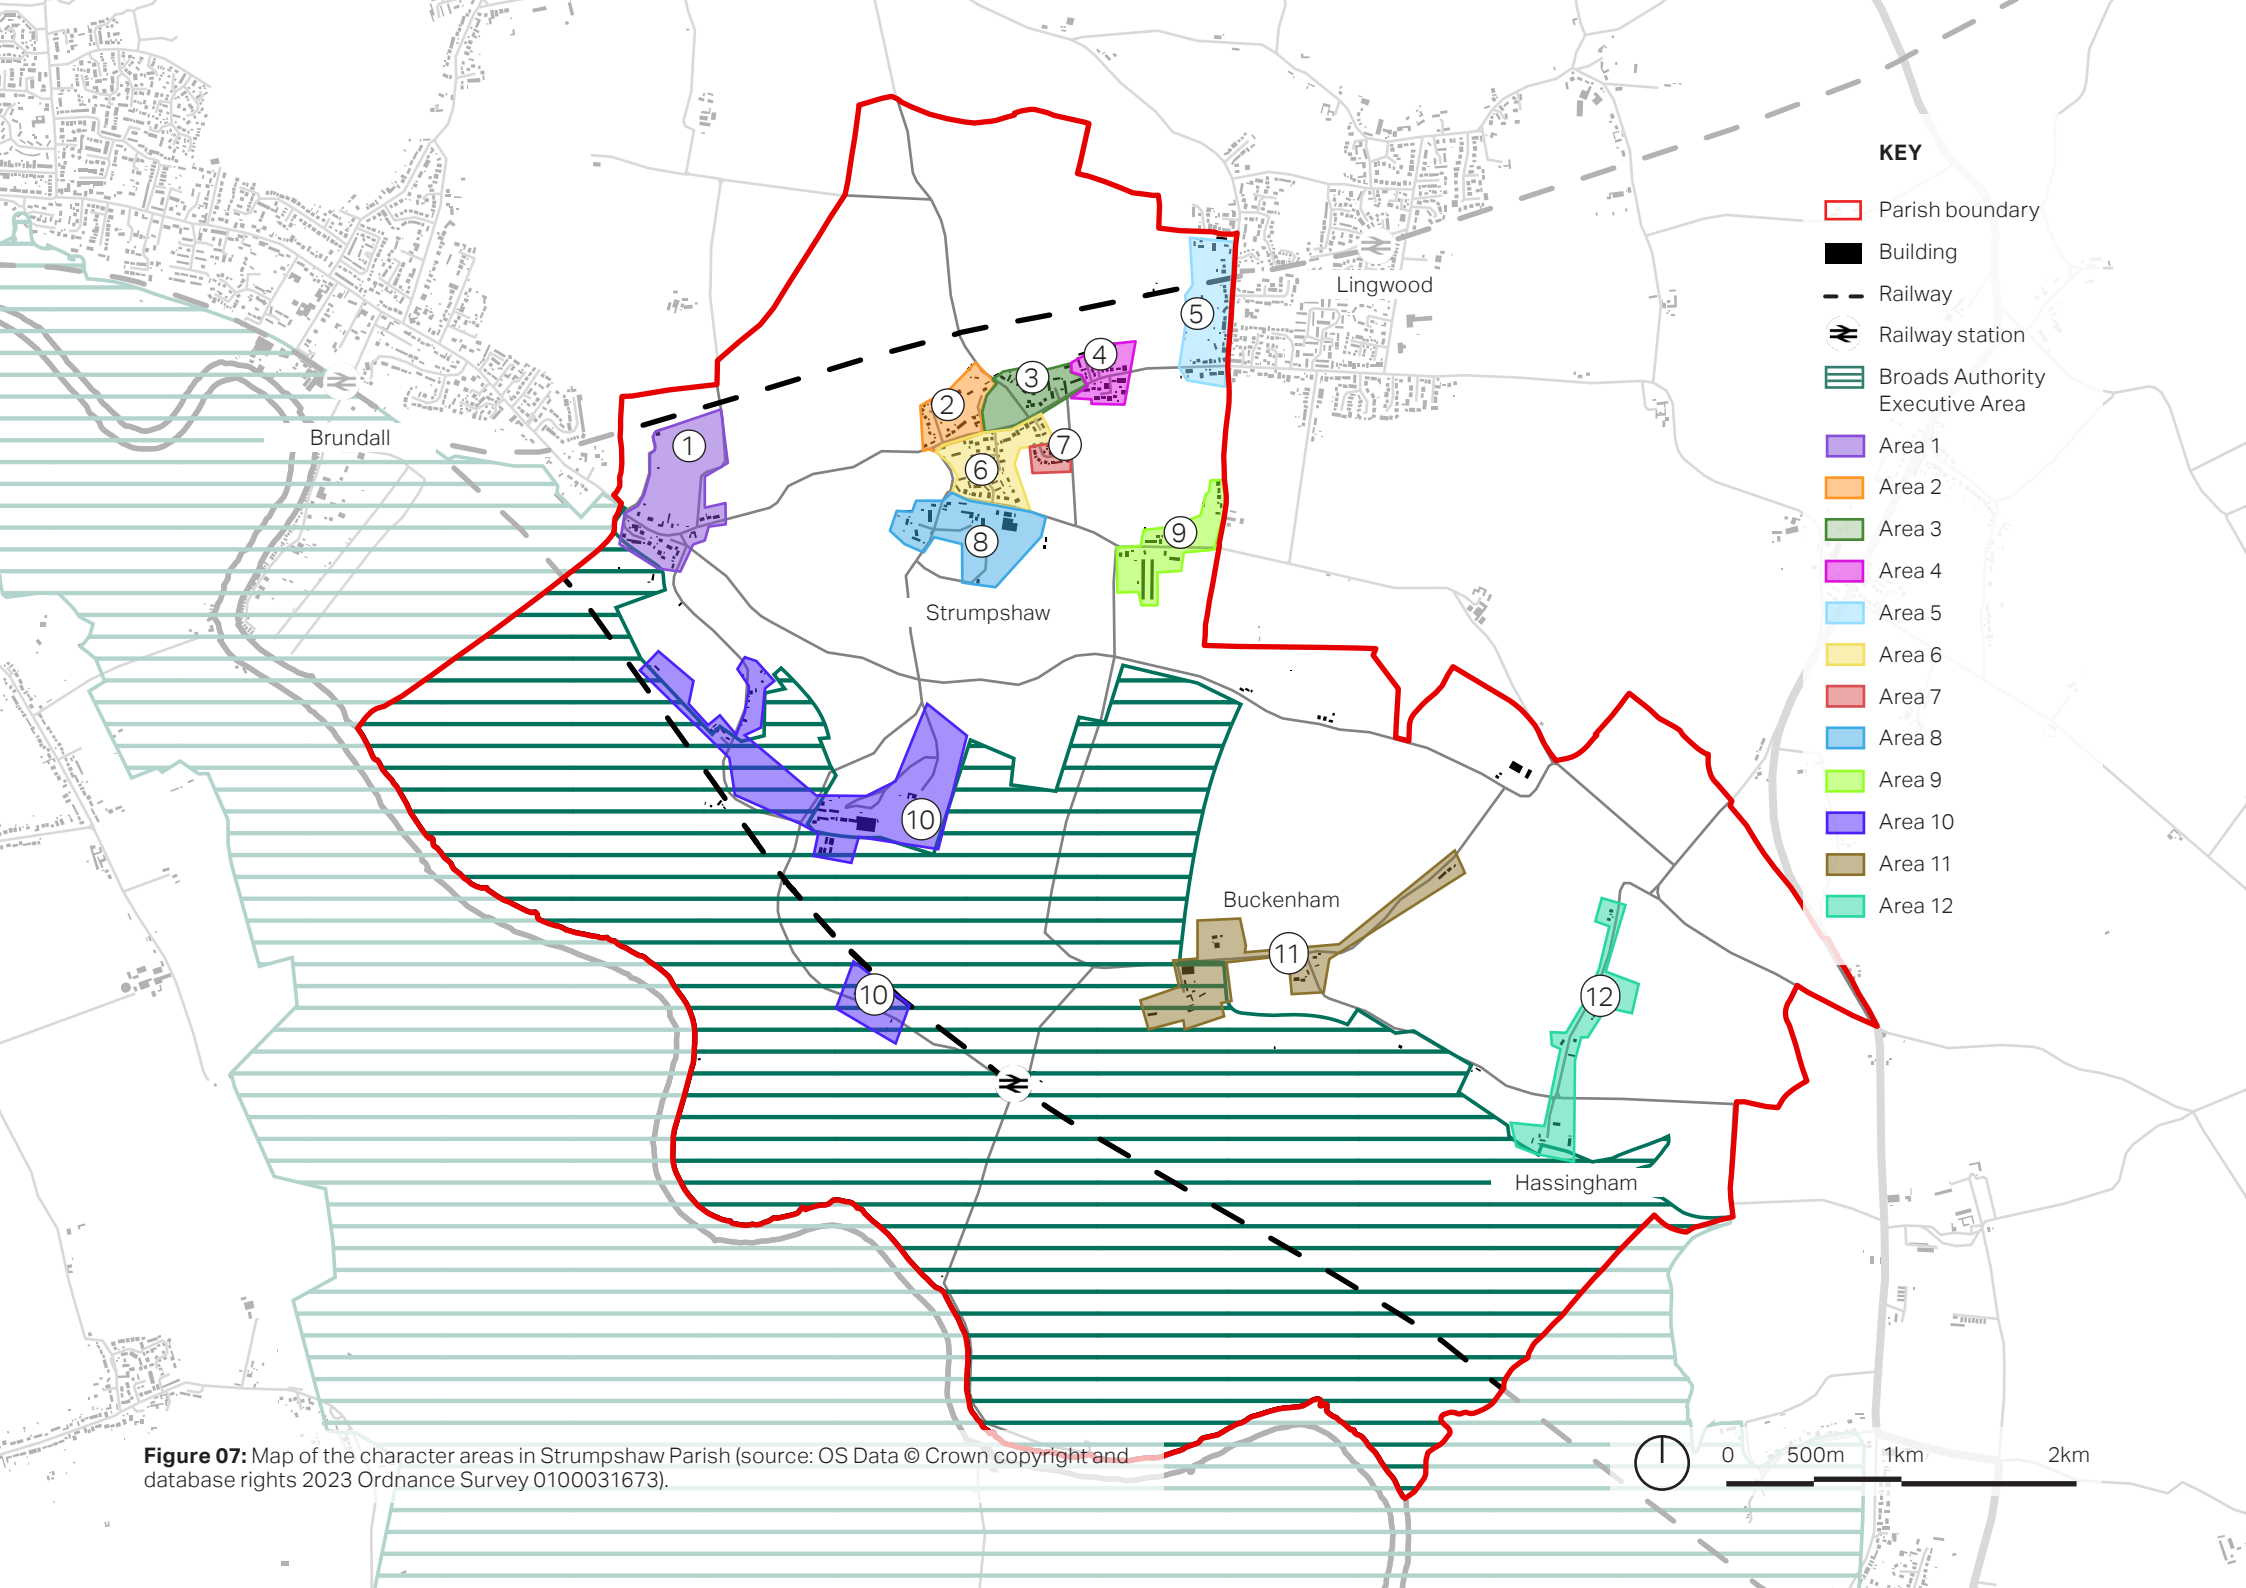 KEY
Parish boundary
Building
Railway
Railway station
Broads Authority
Executive Area
Area 1
Area 2
Area 3
Area 4
Area 5
Area 6
Area 7
Area 8
Area 9
Area 10
Area 11
Area 12
Lingwood
5
4
3
2
7
Brundall
1
6
9
8
Strumpshaw
10
Buckenham
11
10
12
Hassingham
Figure 07: Map of the character areas in Strumpshaw Parish (source: OS Data © Crown copyright and
database rights 2023 Ordnance Survey 0100031673).
0 500m 1km 2km